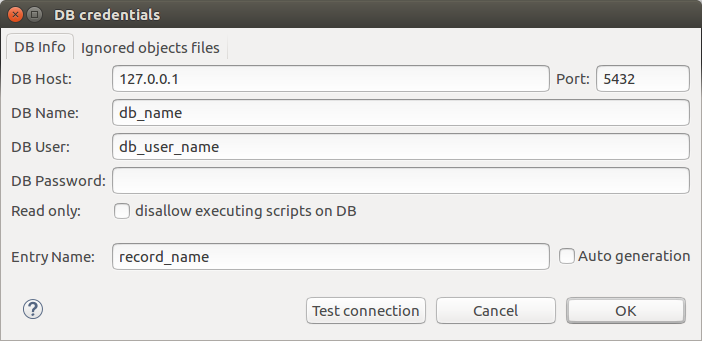 DB credentials
DB Info Ignored objects files
DB Host: 127.0.0.1 Port: 5432
DB Name: db_name
DB User: db_user_name
DB Password:
Read only: disallow executing scripts on DB
Entry Name: record_name Auto generation
? Test connection Cancel OK